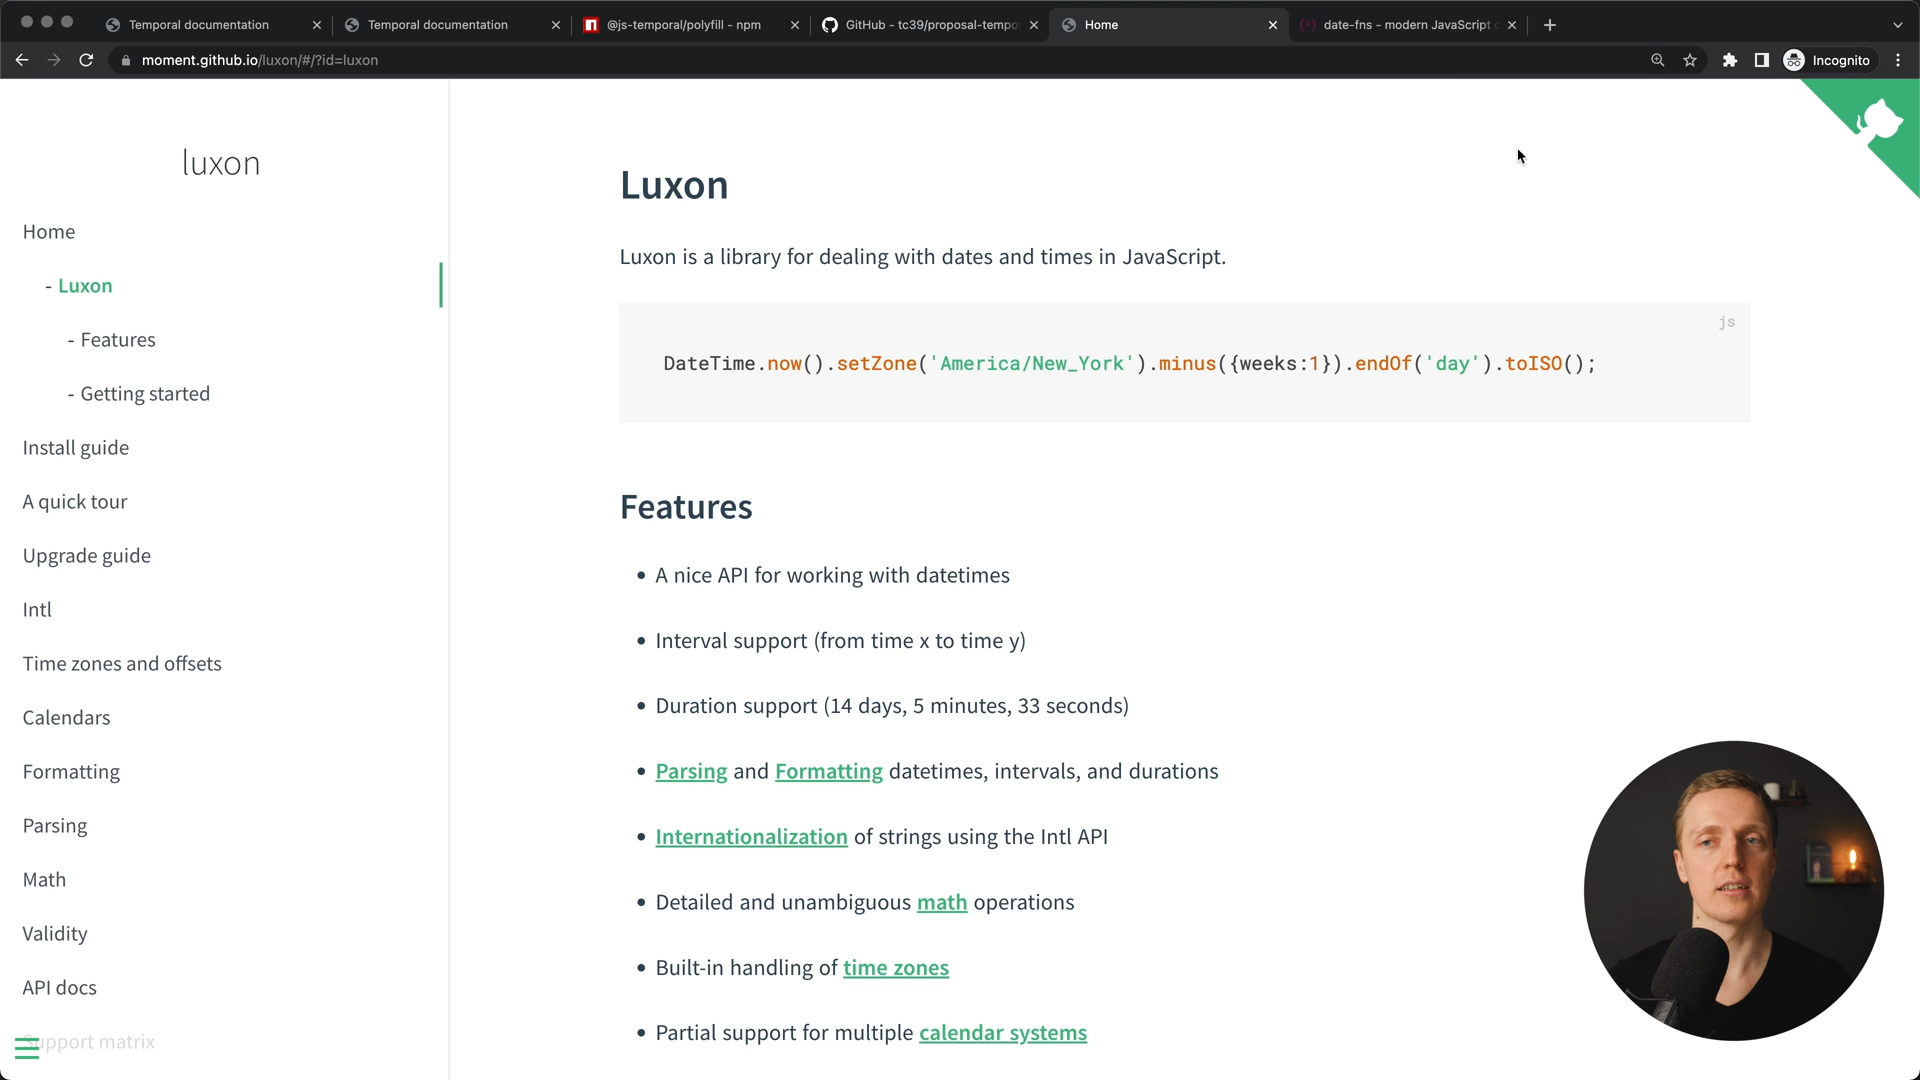 Temporal documentation
Temporal documentation
@js-temporal/polyfill - npm
GitHub - tc39/proposal-tempo
Home
date-fns - modern JavaScript
moment.github.io/luxon/#/?id=luxon
Incognito
luxon
Home
- Luxon
- Features
- Getting started
Install guide
A quick tour
Upgrade guide
Intl
Time zones and offsets
Calendars
Formatting
Parsing
Math
Validity
API docs
Support matrix
Luxon
Luxon is a library for dealing with dates and times in JavaScript.
js
DateTime.now().setZone('America/New_York').minus({weeks:1}).endOf('day').toISO();
Features
• A nice API for working with datetimes
• Interval support (from time x to time y)
• Duration support (14 days, 5 minutes, 33 seconds)
• Parsing and Formatting datetimes, intervals, and durations
• Internationalization of strings using the Intl API
• Detailed and unambiguous math operations
• Built-in handling of time zones
• Partial support for multiple calendar systems